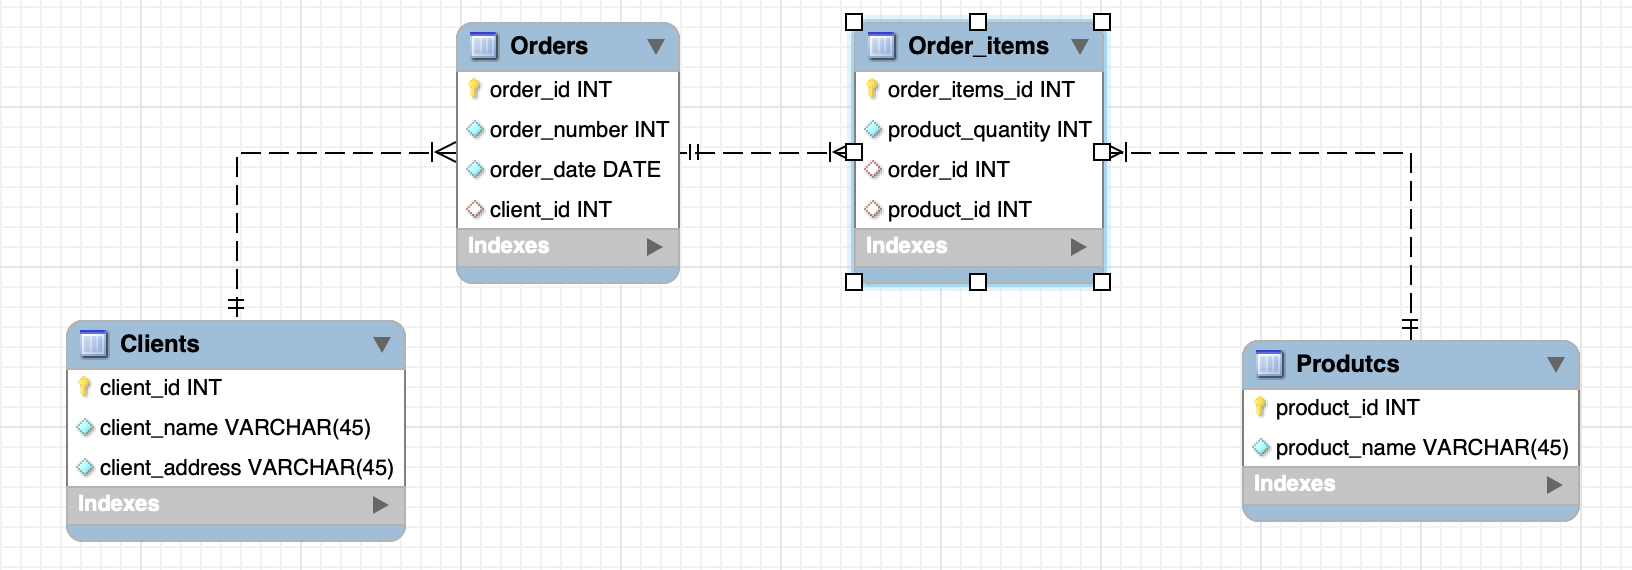 Orders
order_id INT
order_number INT
order_date DATE
client_id INT
Indexes
Order_items
order_items_id INT
product_quantity INT
order_id INT
product_id INT
Indexes
Clients
client_id INT
client_name VARCHAR(45)
client_address VARCHAR(45)
Indexes
Produtcs
product_id INT
product_name VARCHAR(45)
Indexes